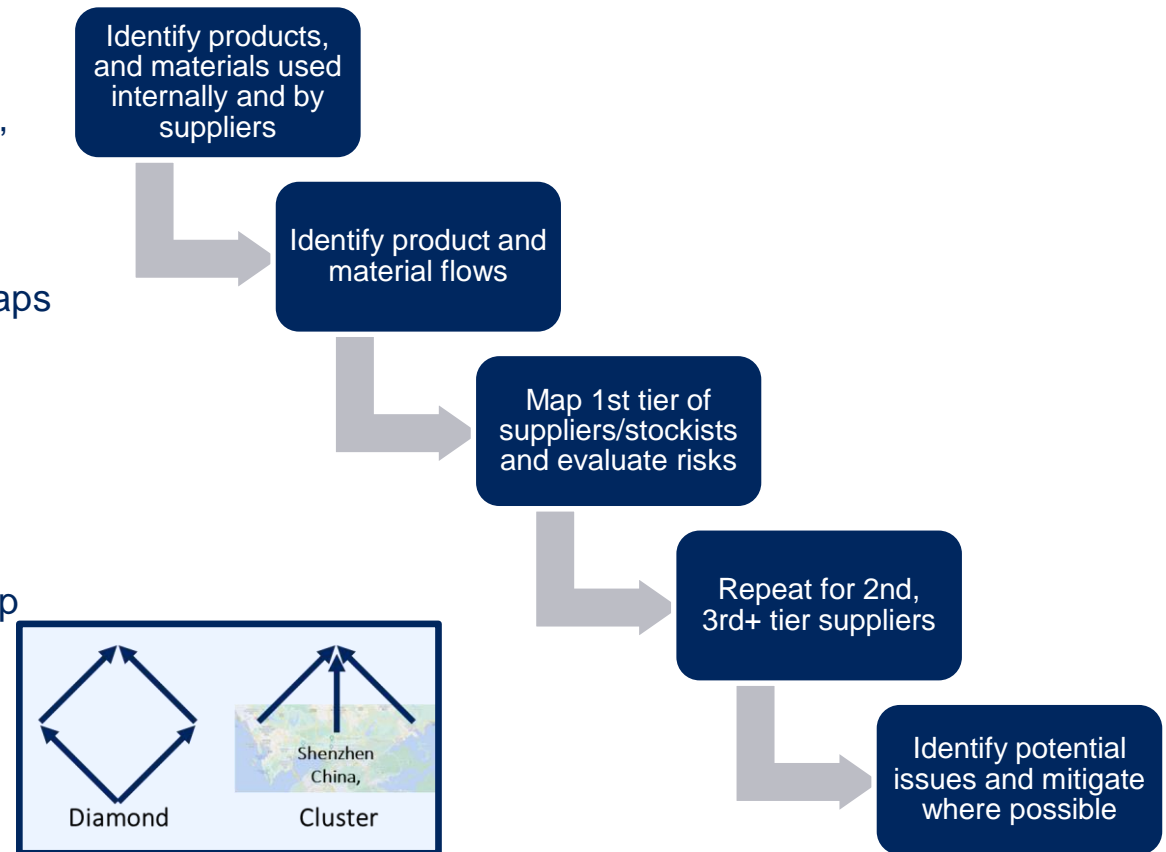 Identify products,
and materials used
internally and by
suppliers
,
Identify product and
material flows
aps
Map 1st tier of
suppliers/stockists
and evaluate risks
Repeat for 2nd,
3rd+ tier suppliers
p
Shenzhen
China,
Diamond
Cluster
Identify potential
issues and mitigate
where possible